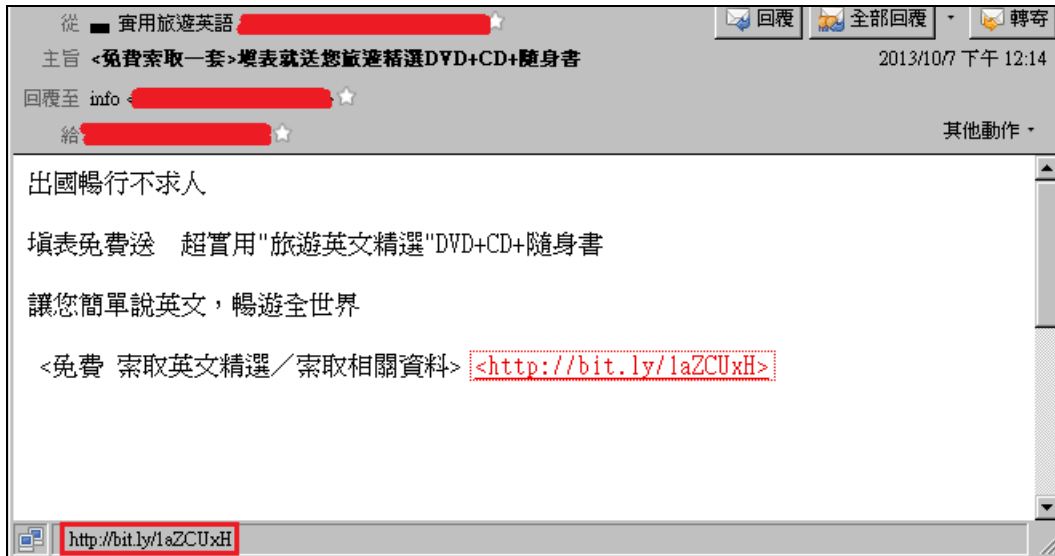 從 實用旅遊英語
回覆 全部回覆 轉寄
主旨 <免費索取一套>填表就送您旅遊精選DVD+CD+隨身書 2013/10/7 下午 12:14
回覆至 info <
給 其他動作
出國暢行不求人
填表免費送 超實用"旅遊英文精選"DVD+CD+隨身書
讓您簡單說英文，暢遊全世界
<免費 索取英文精選／索取相關資料> <http://bit.ly/1aZCUxH>
http://bit.ly/1aZCUxH